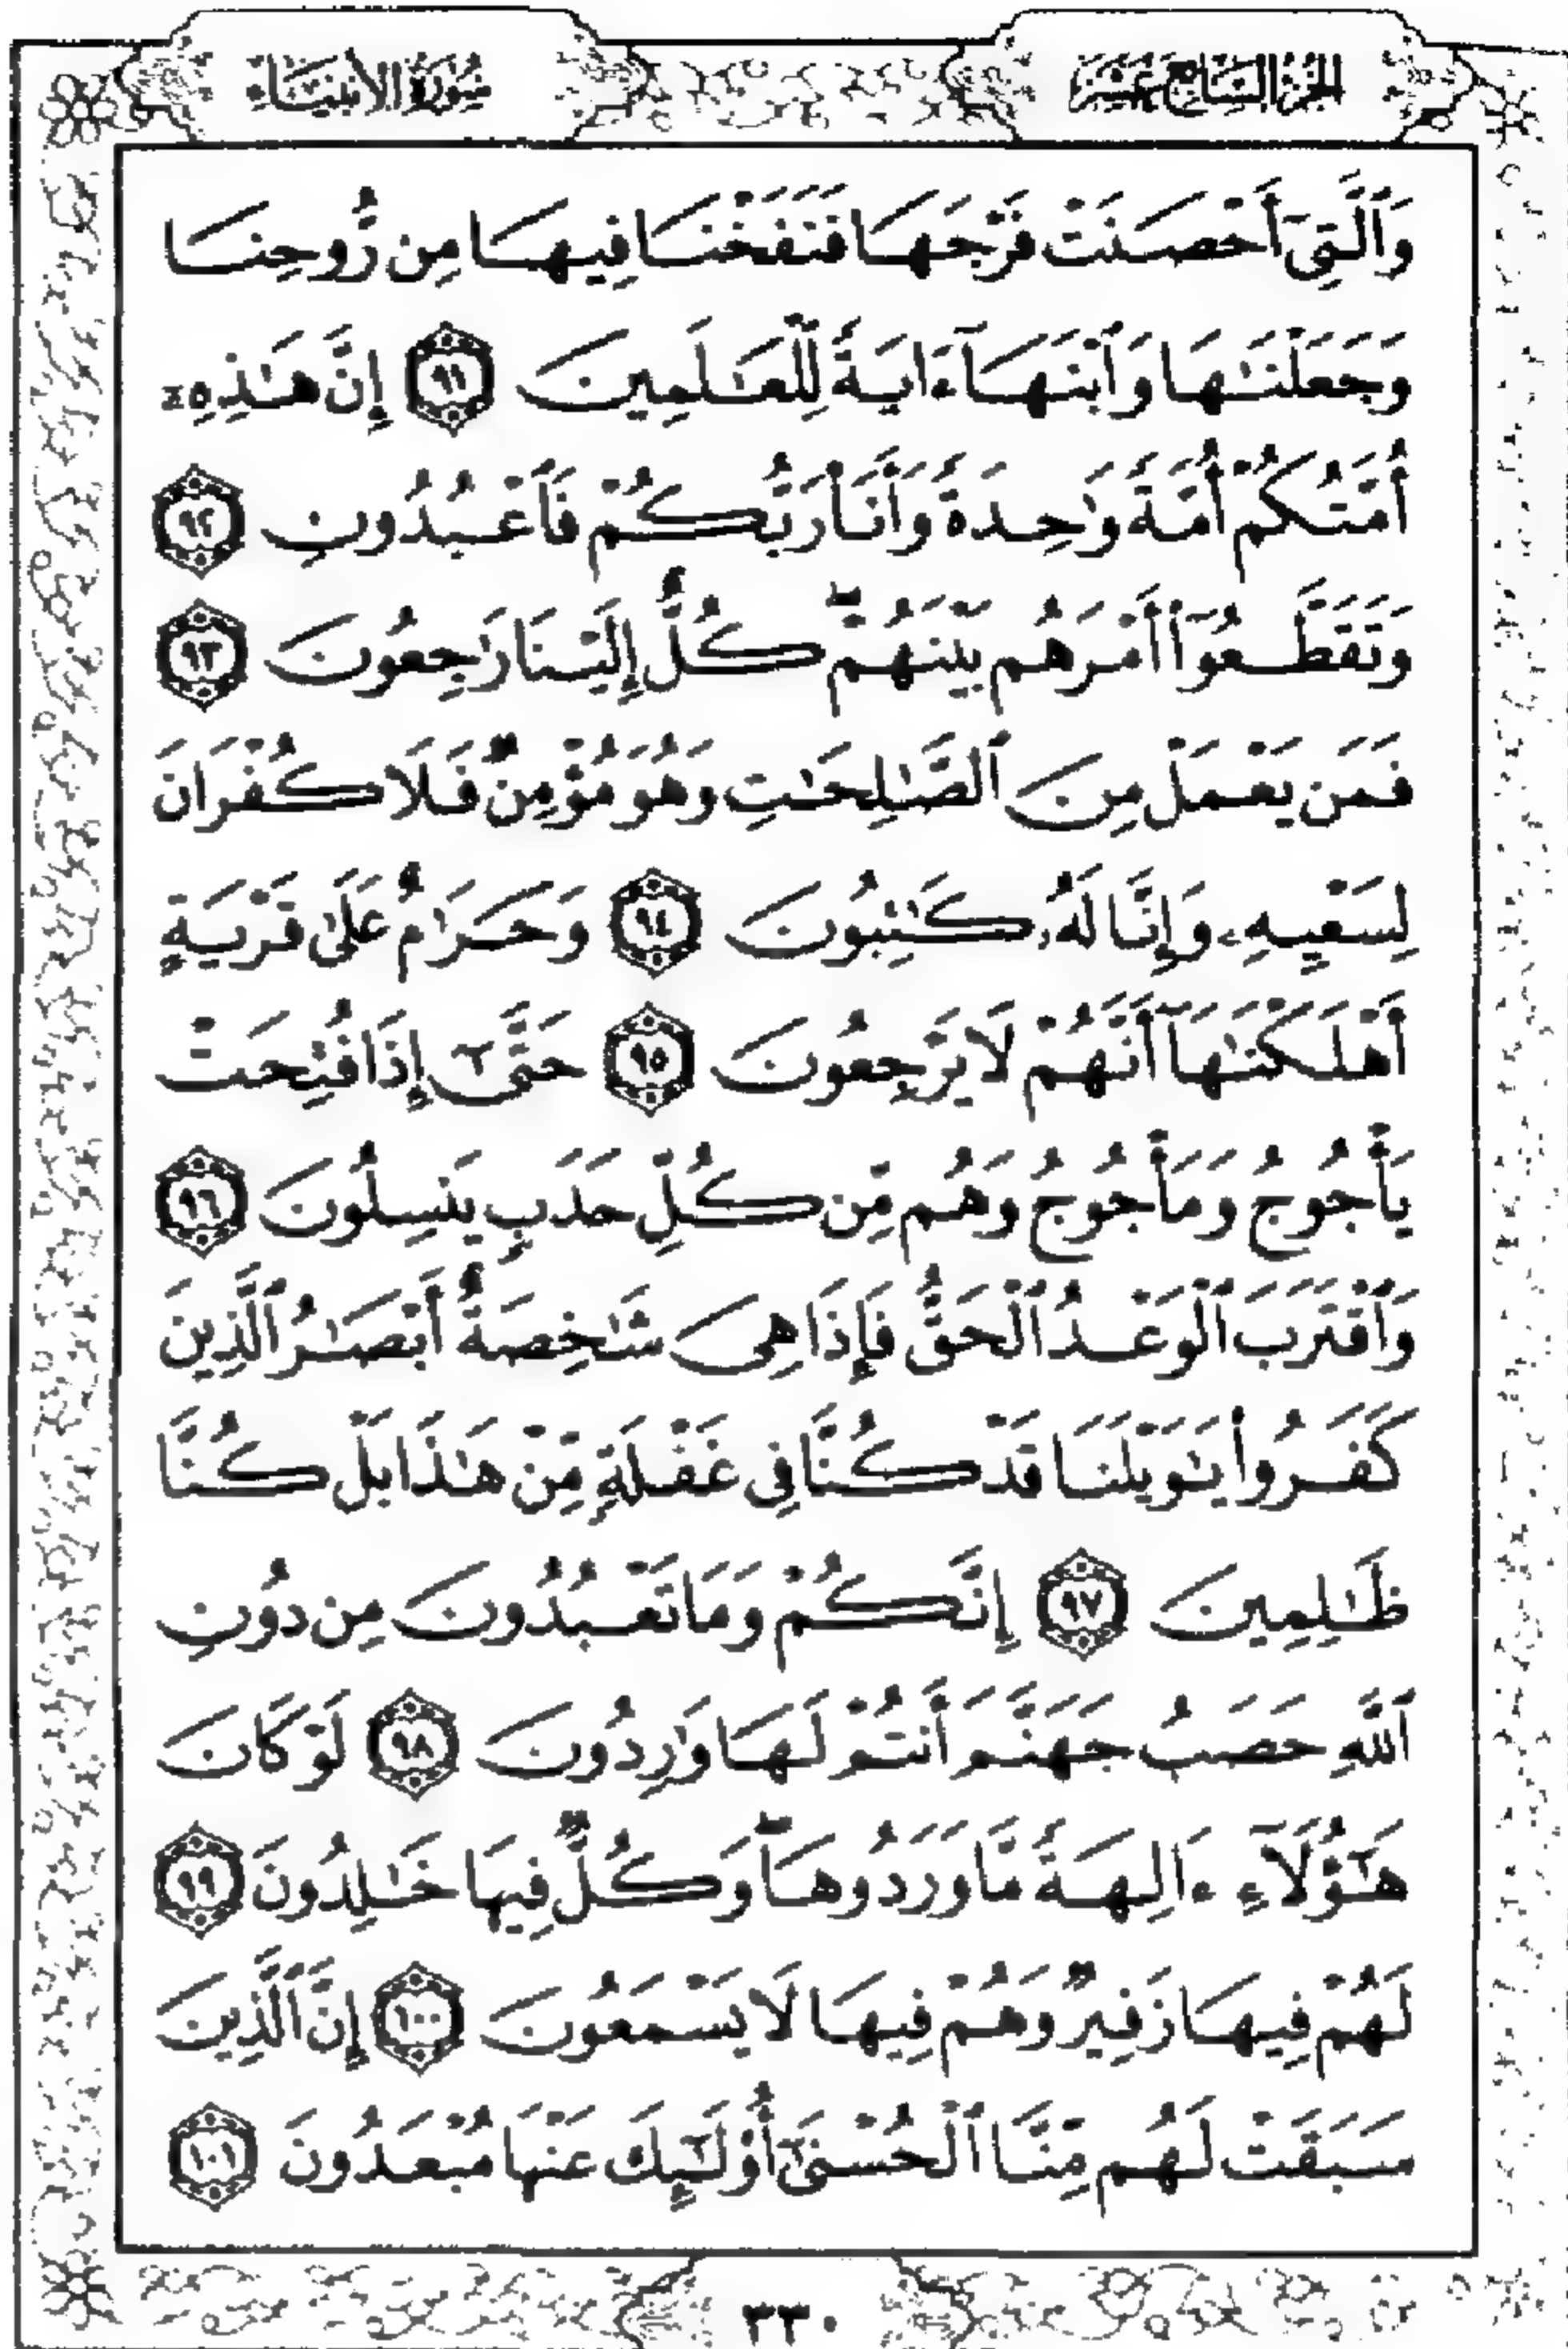 الجزء السابع عشر
سورة الأنبياء
وَٱلَّتِىٓ أَحْصَنَتْ فَرْجَهَا فَنَفَخْنَا فِيهَا مِن رُّوحِنَا
وَجَعَلْنَٰهَا وَٱبْنَهَآ ءَايَةً لِّلْعَٰلَمِينَ ٩١ إِنَّ هَٰذِهِۦٓ
أُمَّتُكُمْ أُمَّةً وَٰحِدَةً وَأَنَا۠ رَبُّكُمْ فَٱعْبُدُونِ ٩٢
وَتَقَطَّعُوٓا۟ أَمْرَهُم بَيْنَهُمْ ۖ كُلٌّ إِلَيْنَا رَٰجِعُونَ ٩٣
فَمَن يَعْمَلْ مِنَ ٱلصَّٰلِحَٰتِ وَهُوَ مُؤْمِنٌ فَلَا كُفْرَانَ
لِسَعْيِهِۦ وَإِنَّا لَهُۥ كَٰتِبُونَ ٩٤ وَحَرَٰمٌ عَلَىٰ قَرْيَةٍ
أَهْلَكْنَٰهَآ أَنَّهُمْ لَا يَرْجِعُونَ ٩٥ حَتَّىٰٓ إِذَا فُتِحَتْ
يَأْجُوجُ وَمَأْجُوجُ وَهُم مِّن كُلِّ حَدَبٍ يَنسِلُونَ ٩٦
وَٱقْتَرَبَ ٱلْوَعْدُ ٱلْحَقُّ فَإِذَا هِىَ شَٰخِصَةٌ أَبْصَٰرُ ٱلَّذِينَ
كَفَرُوا۟ يَٰوَيْلَنَا قَدْ كُنَّا فِى غَفْلَةٍ مِّنْ هَٰذَا بَلْ كُنَّا
ظَٰلِمِينَ ٩٧ إِنَّكُمْ وَمَا تَعْبُدُونَ مِن دُونِ
ٱللَّهِ حَصَبُ جَهَنَّمَ أَنتُمْ لَهَا وَٰرِدُونَ ٩٨ لَوْ كَانَ
هَٰٓؤُلَآءِ ءَالِهَةً مَّا وَرَدُوهَا ۖ وَكُلٌّ فِيهَا خَٰلِدُونَ ٩٩
لَهُمْ فِيهَا زَفِيرٌ وَهُمْ فِيهَا لَا يَسْمَعُونَ ١٠٠ إِنَّ ٱلَّذِينَ
سَبَقَتْ لَهُم مِّنَّا ٱلْحُسْنَىٰٓ أُو۟لَٰٓئِكَ عَنْهَا مُبْعَدُونَ ١٠١
٣٣٠